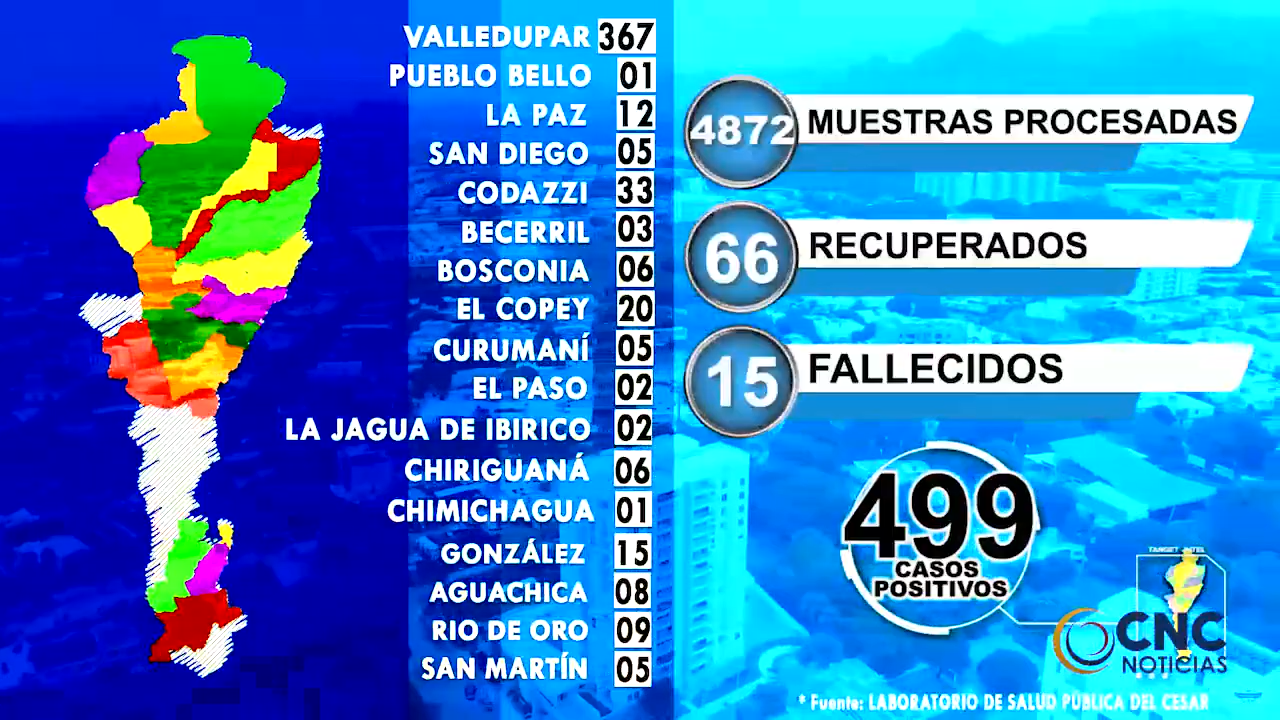 VALLEDUPAR 367
PUEBLO BELLO 01
LA PAZ 12
SAN DIEGO 05
CODAZZI 33
BECERRIL 03
BOSCONIA 06
EL COPEY 20
CURUMANÍ 05
EL PASO 02
LA JAGUA DE IBIRICO 02
CHIRIGUANÁ 06
CHIMICHAGUA 01
GONZÁLEZ 15
AGUACHICA 08
RIO DE ORO 09
SAN MARTÍN 05
4872 MUESTRAS PROCESADAS
66 RECUPERADOS
15 FALLECIDOS
499
CASOS
POSITIVOS
TARGET INTEL
CNC
NOTICIAS
* Fuente: LABORATORIO DE SALUD PÚBLICA DEL CESAR